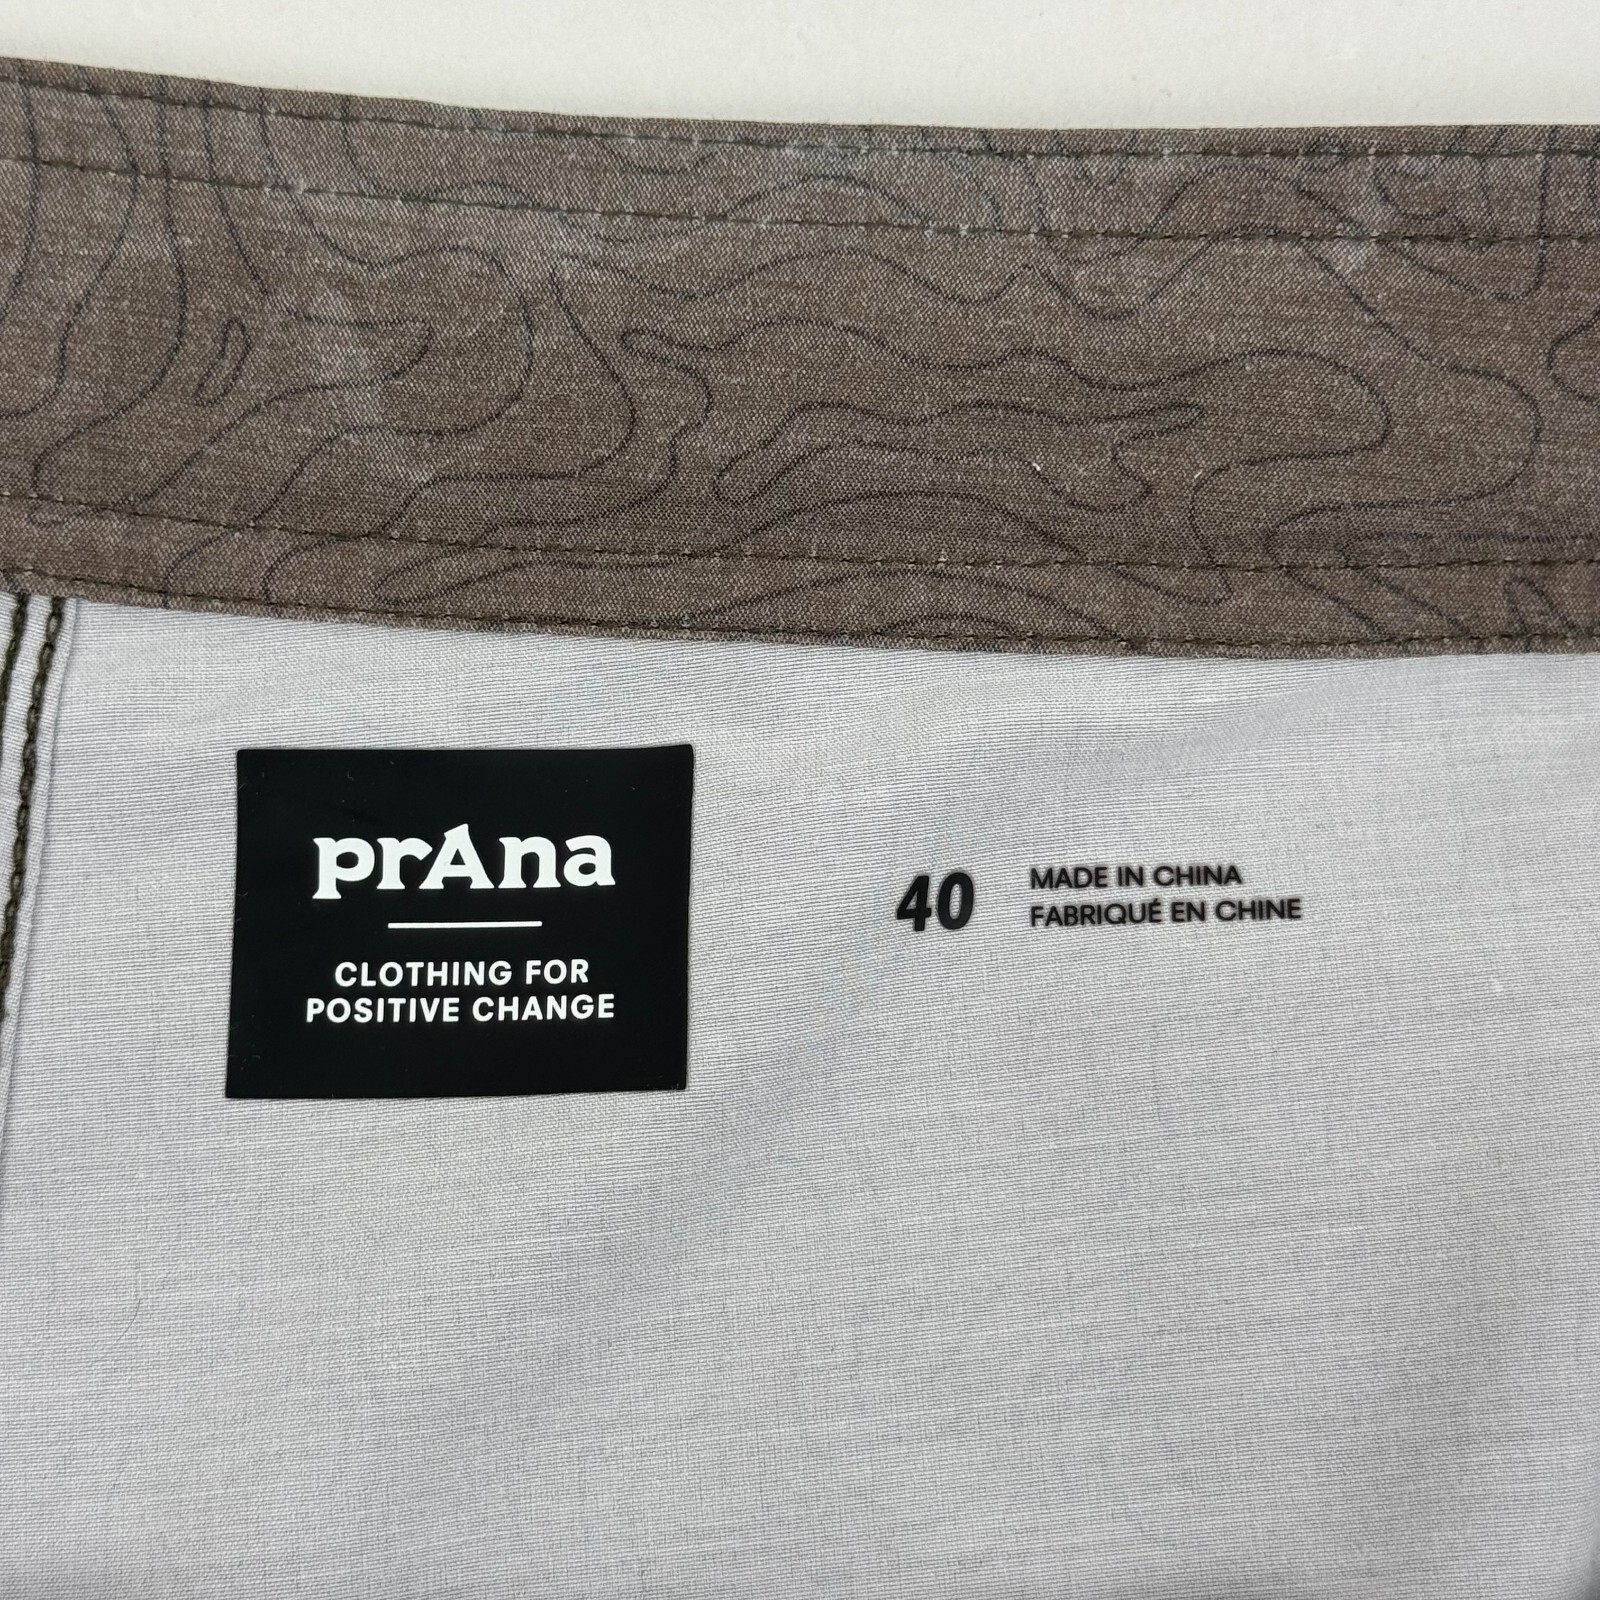 prAna
CLOTHING FOR
POSITIVE CHANGE
40
MADE IN CHINA
FABRIQUÉ EN CHINE